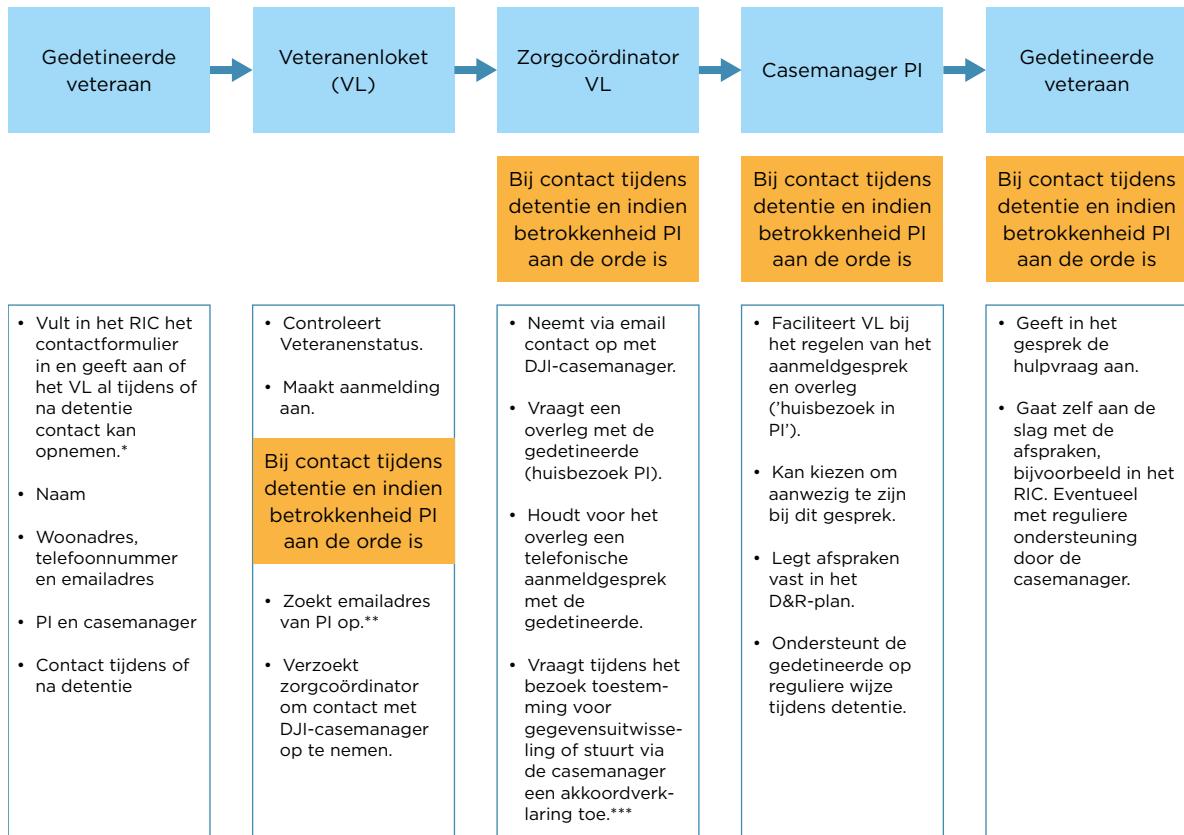 Gedetineerde
veteraan
Veteranenloket
(VL)
Zorgcoördinator
VL
Casemanager PI
Gedetineerde
veteraan
Bij contact tijdens
detentie en indien
betrokkenheid PI
aan de orde is
Bij contact tijdens
detentie en indien
betrokkenheid PI
aan de orde is
Bij contact tijdens
detentie en indien
betrokkenheid PI
aan de orde is
• Vult in het RIC het
contactformulier
in en geeft aan of
het VL al tijdens of
na detentie
contact kan
opnemen.*
• Naam
• Woonadres,
telefoonnummer
en emailadres
• PI en casemanager
• Contact tijdens of
na detentie
• Controleert
Veteranenstatus.
• Maakt aanmelding
aan.
Bij contact tijdens
detentie en indien
betrokkenheid PI
aan de orde is
• Zoekt emailadres
van PI op.**
• Verzoekt
zorgcoördinator
om contact met
DJI-casemanager
op te nemen.
• Neemt via email
contact op met
DJI-casemanager.
• Vraagt een
overleg met de
gedetineerde
(huisbezoek PI).
• Houdt voor het
overleg een
telefonische
aanmeldgesprek
met de
gedetineerde.
• Vraagt tijdens het
bezoek toestem-
ming voor
gegevensuitwisse-
ling of stuurt via
de casemanager
een akkoordverk-
laring toe.***
• Faciliteert VL bij
het regelen van het
aanmeldgesprek
en overleg
('huisbezoek in
PI').
• Kan kiezen om
aanwezig te zijn
bij dit gesprek.
• Legt afspraken
vast in het
D&R-plan.
• Ondersteunt de
gedetineerde op
reguliere wijze
tijdens detentie.
• Geeft in het
gesprek de
hulpvraag aan.
• Gaat zelf aan de
slag met de
afspraken,
bijvoorbeeld in het
RIC. Eventueel
met reguliere
ondersteuning
door de
casemanager.